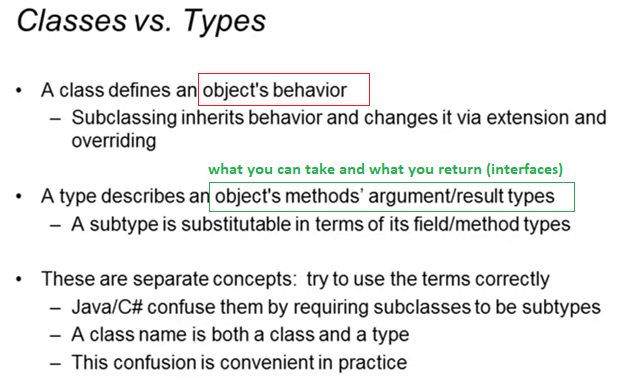 Classes vs. Types
• A class defines an object's behavior
– Subclassing inherits behavior and changes it via extension and
overriding
what you can take and what you return (interfaces)
• A type describes an object's methods' argument/result types
– A subtype is substitutable in terms of its field/method types
• These are separate concepts: try to use the terms correctly
– Java/C# confuse them by requiring subclasses to be subtypes
– A class name is both a class and a type
– This confusion is convenient in practice